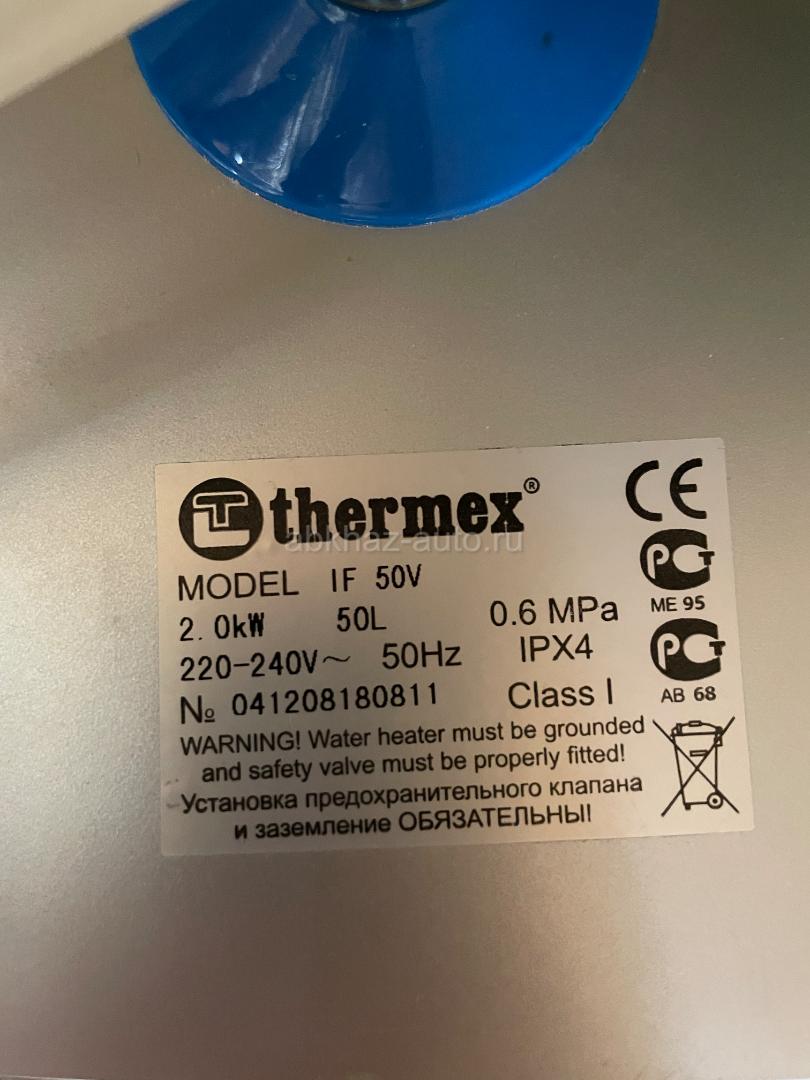 thermex®
CE
abkhaz-auto.ru
MODEL IF 50V
2.0kW 50L 0.6 MPa
ME 95
220-240V~ 50Hz IPX4
№ 041208180811 Class I
AB 68
WARNING! Water heater must be grounded
and safety valve must be properly fitted!
Установка предохранительного клапана
и заземление ОБЯЗАТЕЛЬНЫ!